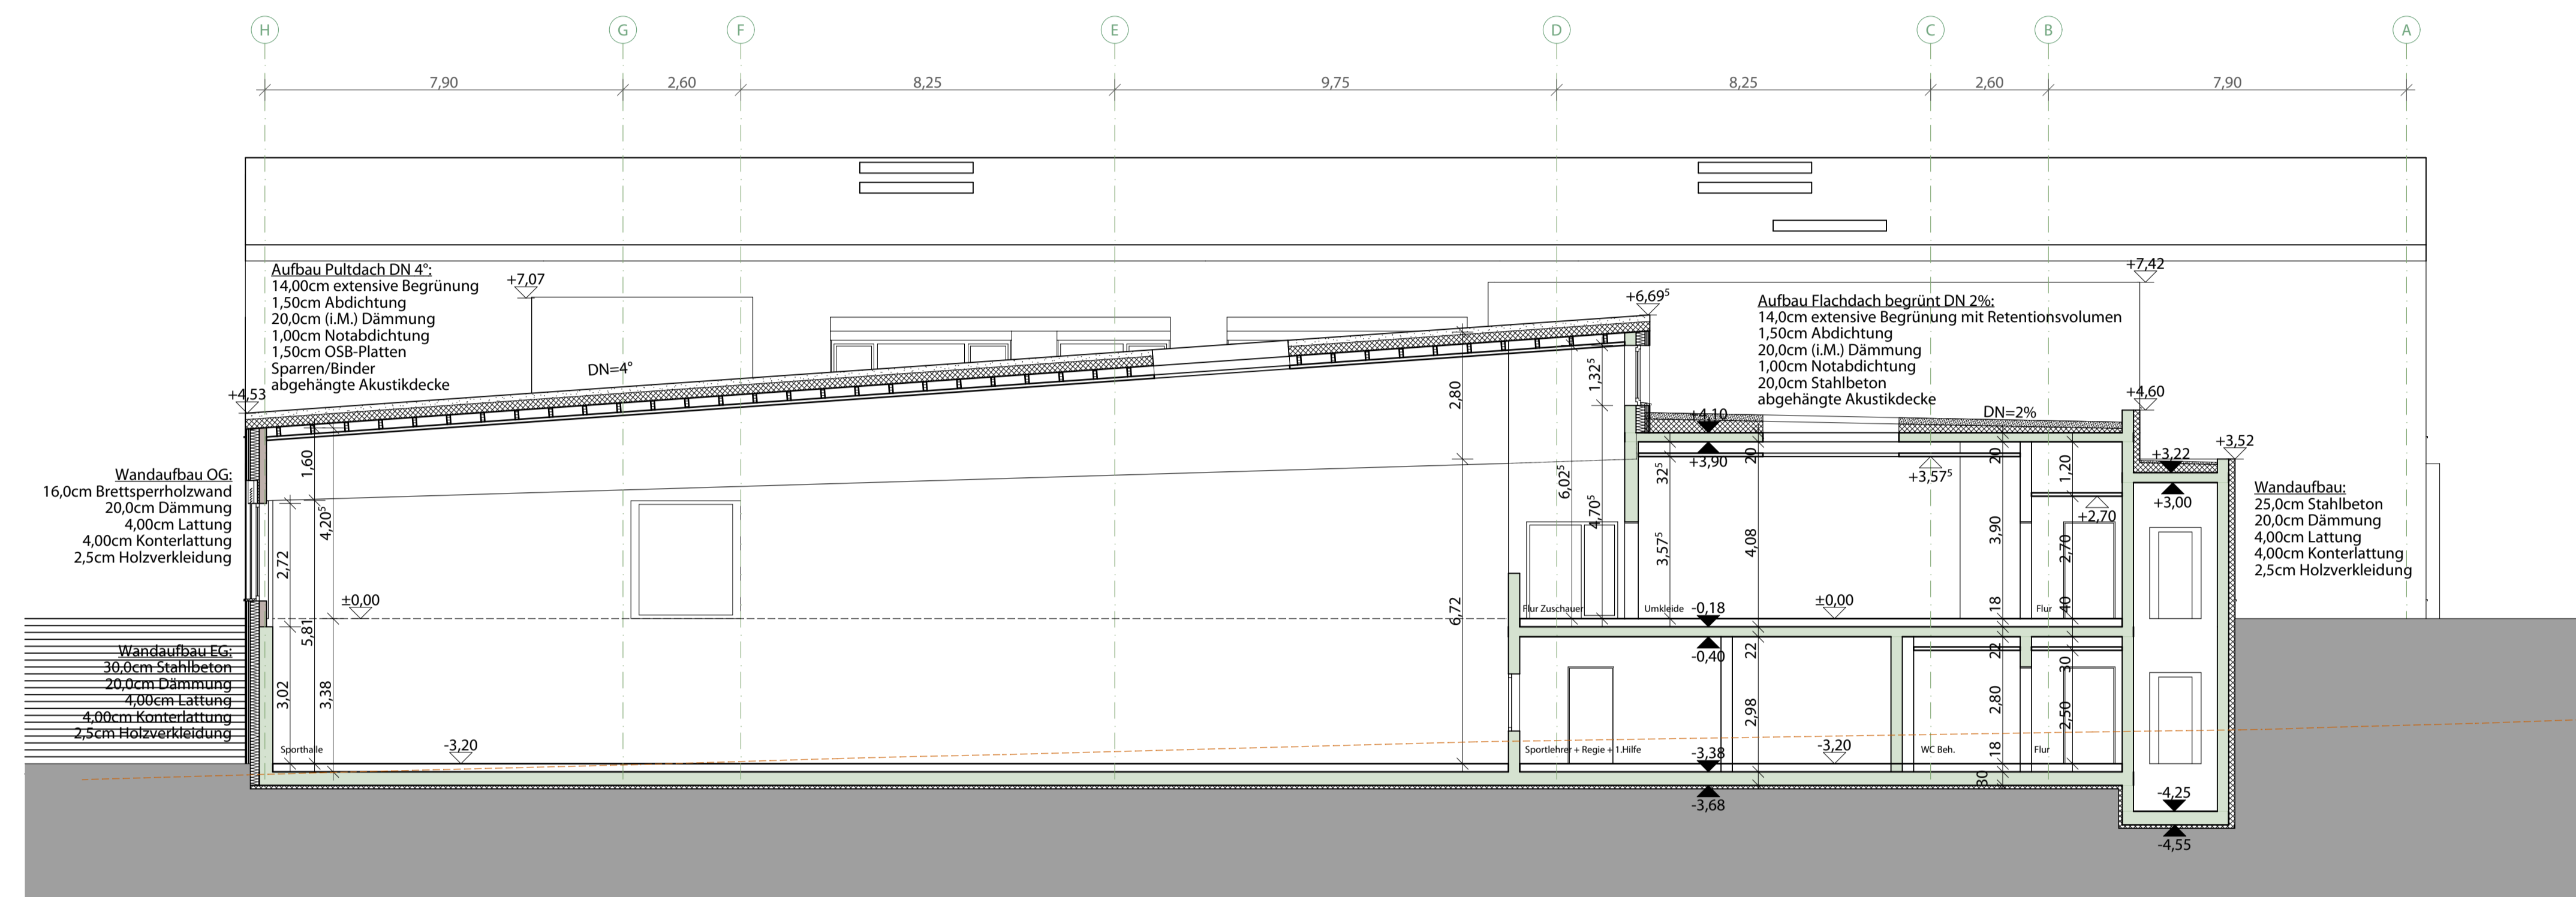 H G F E D C B A
7,90 2,60 8,25 9,75 8,25 2,60 7,90
Aufbau Pultdach DN 4°:
14,00cm extensive Begrünung
1,50cm Abdichtung
20,0cm (i.M.) Dämmung
1,00cm Notabdichtung
1,50cm OSB-Platten
Sparren/Binder
abgehängte Akustikdecke
+7,07
+4,53
DN=4°
+6,69⁵
+7,42
Aufbau Flachdach begrünt DN 2%:
14,0cm extensive Begrünung mit Retentionsvolumen
1,50cm Abdichtung
20,0cm (i.M.) Dämmung
1,00cm Notabdichtung
20,0cm Stahlbeton
abgehängte Akustikdecke
+4,60
DN=2%
+3,52
+3,22
+3,00
Wandaufbau OG:
16,0cm Brettsperrholzwand
20,0cm Dämmung
4,00cm Lattung
4,00cm Konterlattung
2,5cm Holzverkleidung
Wandaufbau EG:
30,0cm Stahlbeton
20,0cm Dämmung
4,00cm Lattung
4,00cm Konterlattung
2,5cm Holzverkleidung
1,60
4,20⁵
2,72
5,81
3,02
3,38
±0,00
Sporthalle
-3,20
2,80
6,72
6,02⁵
1,32⁵
4,70⁵
32⁵
3,57⁵
+4,10
+3,90
20
4,08
22
2,98
+3,57⁵
20
3,90
18
22
2,80
18
30
1,20
+2,70
2,70
40
30
2,50
Flur Zuschauer
Umkleide
-0,18
±0,00
Flur
-0,40
Sportlehrer + Regie + 1.Hilfe
-3,38
-3,20
WC Beh.
Flur
-3,68
-4,25
-4,55
Wandaufbau:
25,0cm Stahlbeton
20,0cm Dämmung
4,00cm Lattung
4,00cm Konterlattung
2,5cm Holzverkleidung